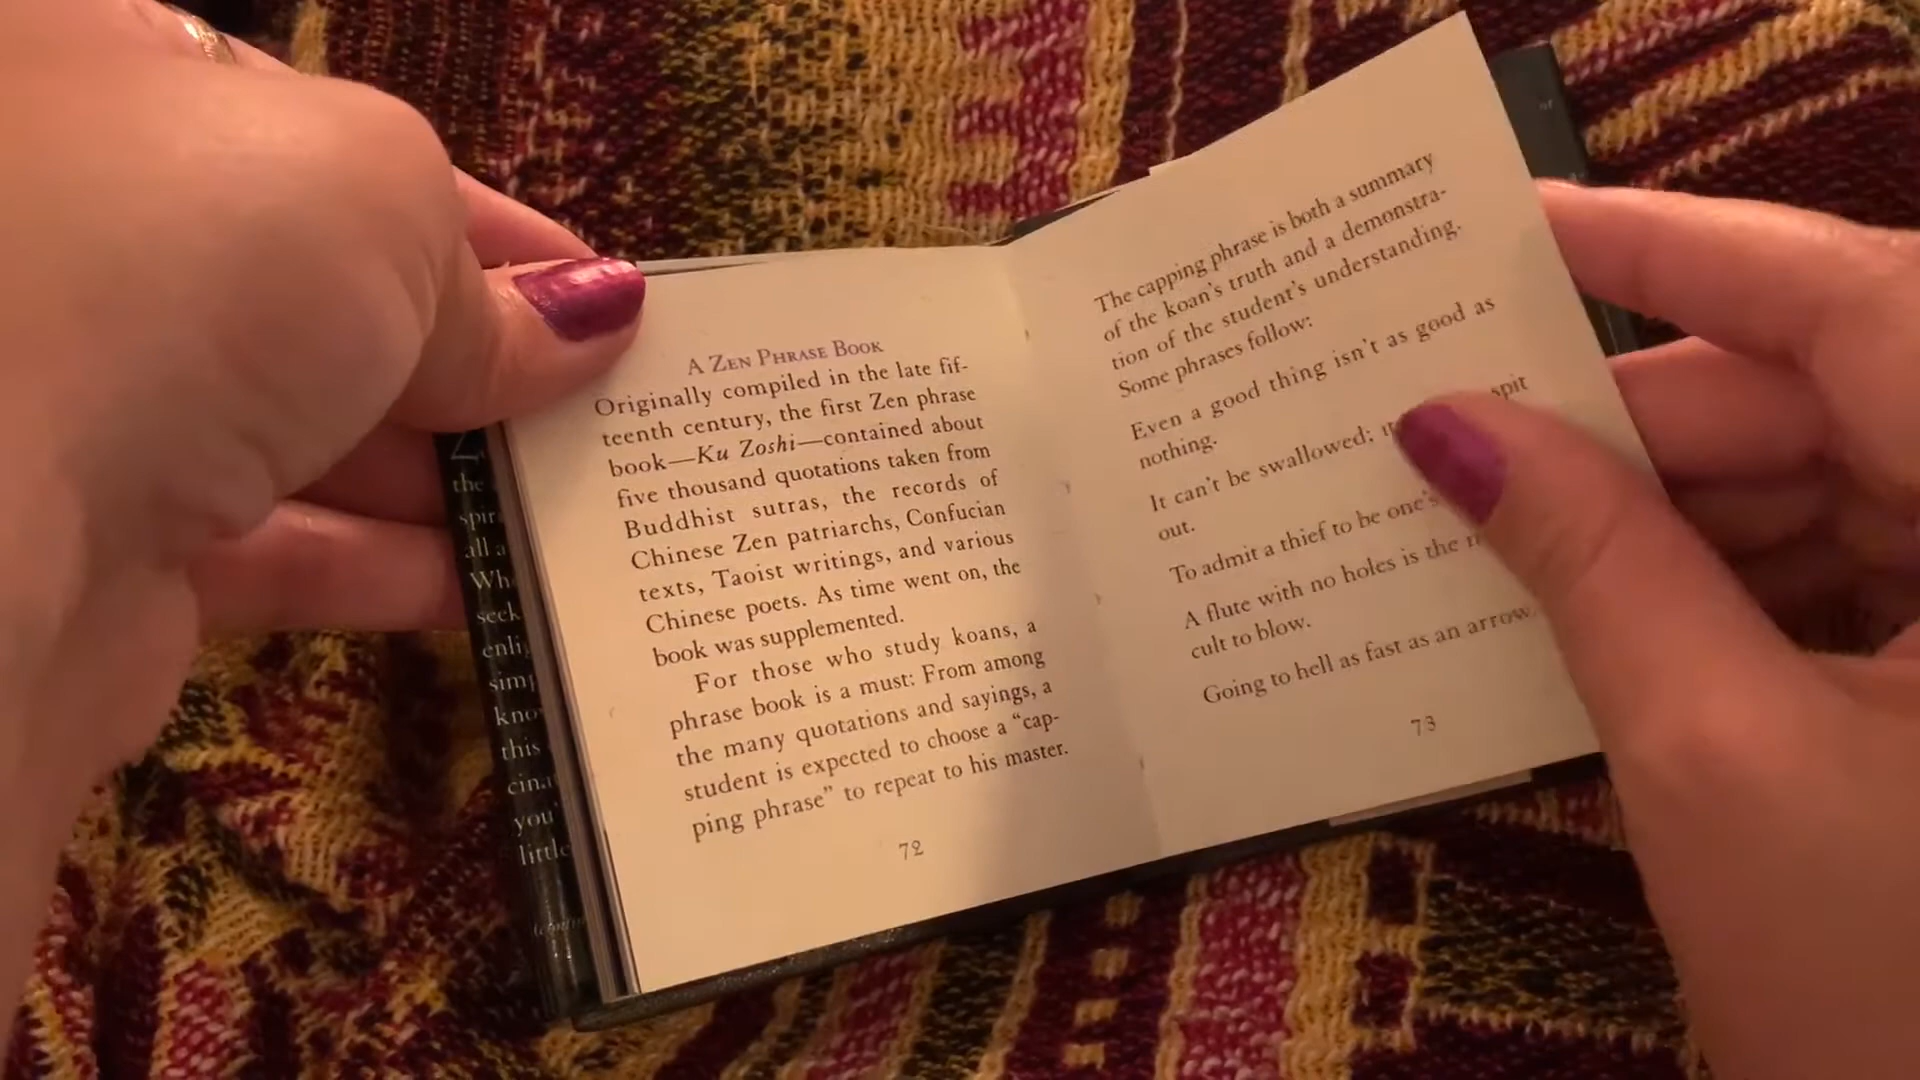 A Zen Phrase Book
Originally compiled in the late fif-
teenth century, the first Zen phrase
book—Ku Zoshi—contained about
five thousand quotations taken from
Buddhist sutras, the records of
Chinese Zen patriarchs, Confucian
texts, Taoist writings, and various
Chinese poets. As time went on, the
book was supplemented.
For those who study koans, a
phrase book is a must: From among
the many quotations and sayings, a
student is expected to choose a “cap-
ping phrase” to repeat to his master.
72
The capping phrase is both a summary
of the koan's truth and a demonstra-
tion of the student's understanding.
Some phrases follow:
Even a good thing isn't as good as
nothing.
It can't be swallowed; spit
out.
To admit a thief to be one's
A flute with no holes is the
cult to blow.
Going to hell as fast as an arrow.
73
the
all a
this
you
little